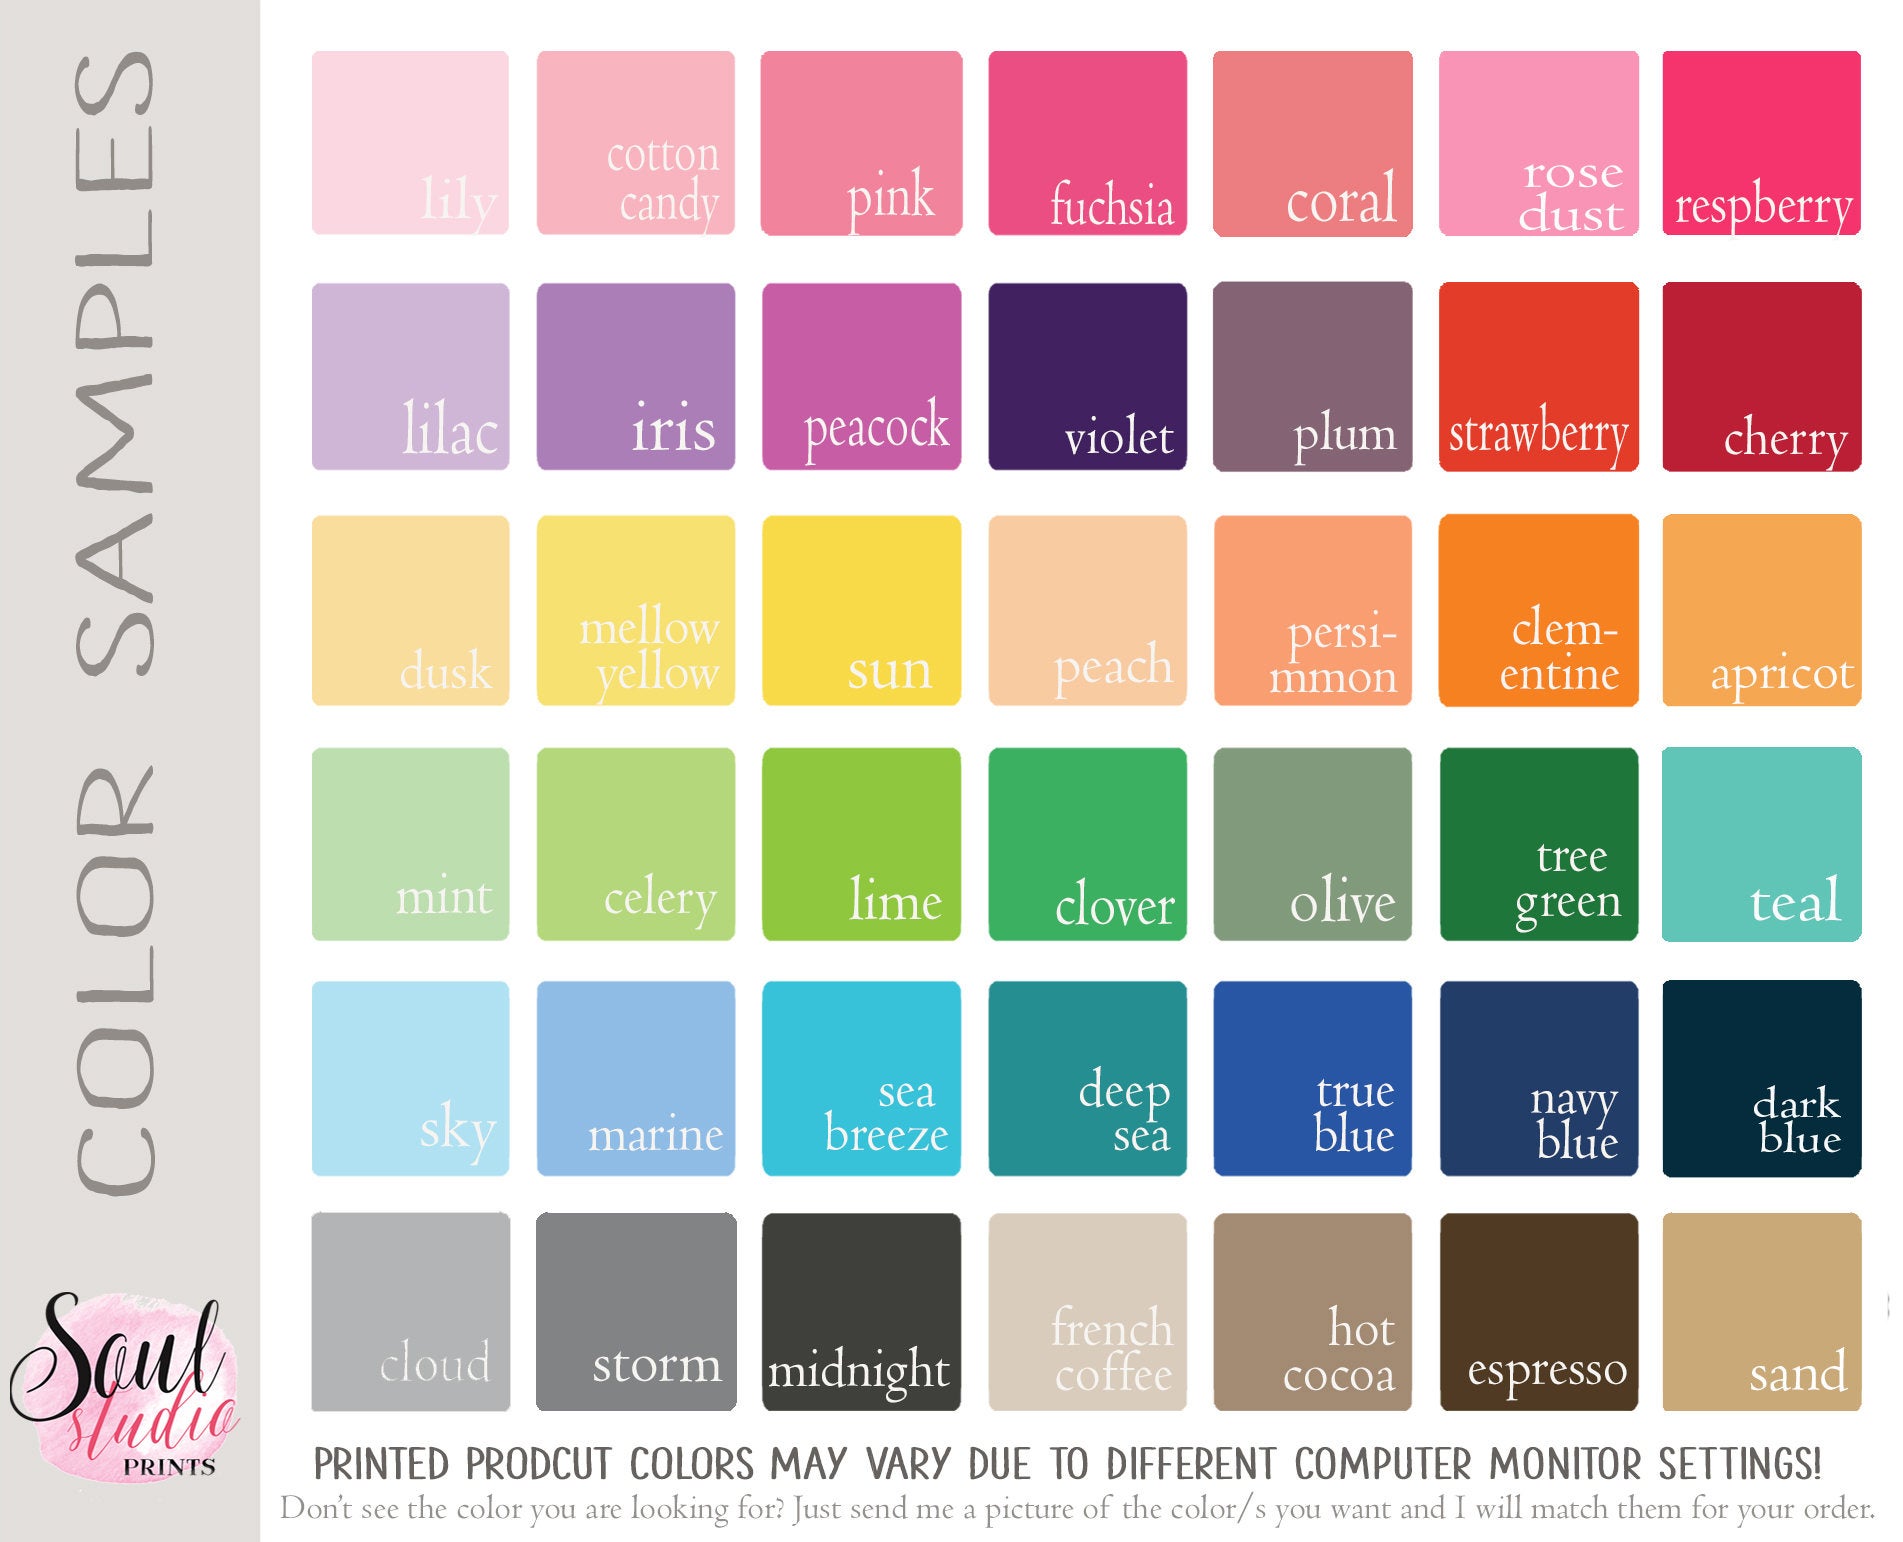 COLOR SAMPLES
lily
cotton
candy
pink
fuchsia
coral
rose
dust
respberry
lilac
iris
peacock
violet
plum
strawberry
cherry
dusk
mellow
yellow
sun
peach
persi-
mmon
clem-
entine
apricot
mint
celery
lime
clover
olive
tree
green
teal
sky
marine
sea
breeze
deep
sea
true
blue
navy
blue
dark
blue
cloud
storm
midnight
french
coffee
hot
cocoa
espresso
sand
Soul
studio
PRINTS
PRINTED PRODCUT COLORS MAY VARY DUE TO DIFFERENT COMPUTER MONITOR SETTINGS!
Don't see the color you are looking for? Just send me a picture of the color/s you want and I will match them for your order.